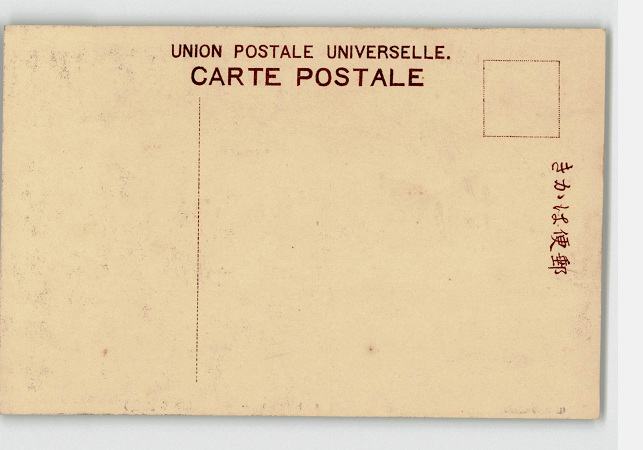 UNION POSTALE UNIVERSELLE.
CARTE POSTALE
郵便はかき